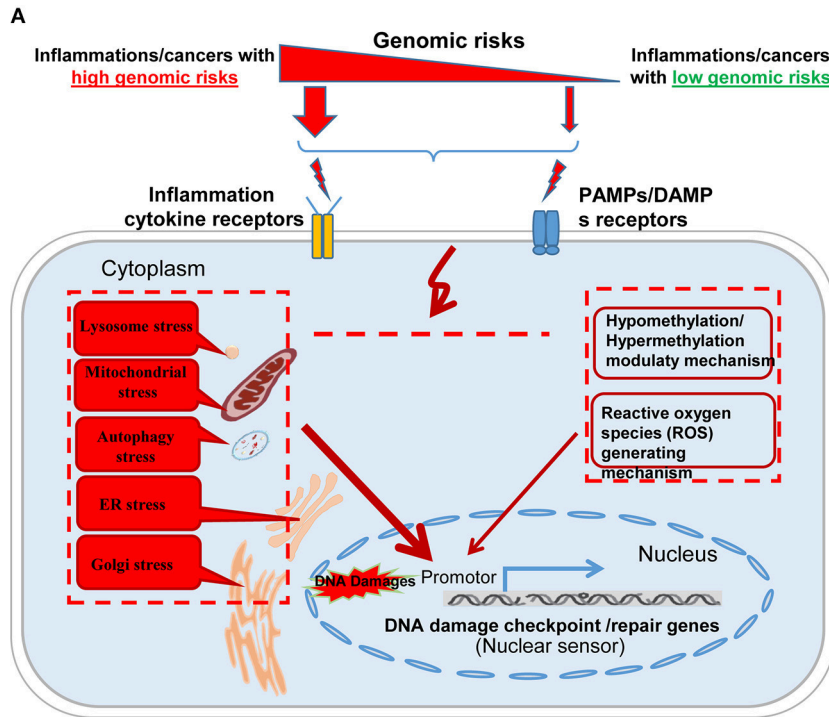 A
Genomic risks
Inflammations/cancers with
high genomic risks
Inflammations/cancers
with low genomic risks
Inflammation
cytokine receptors
PAMPs/DAMP
s receptors
Cytoplasm
Lysosome stress
Mitochondrial
stress
Autophagy
stress
ER stress
Golgi stress
Hypomethylation/
Hypermethylation
modulaty mechanism
Reactive oxygen
species (ROS)
generating
mechanism
Nucleus
DNA Damages
Promotor
DNA damage checkpoint /repair genes
(Nuclear sensor)